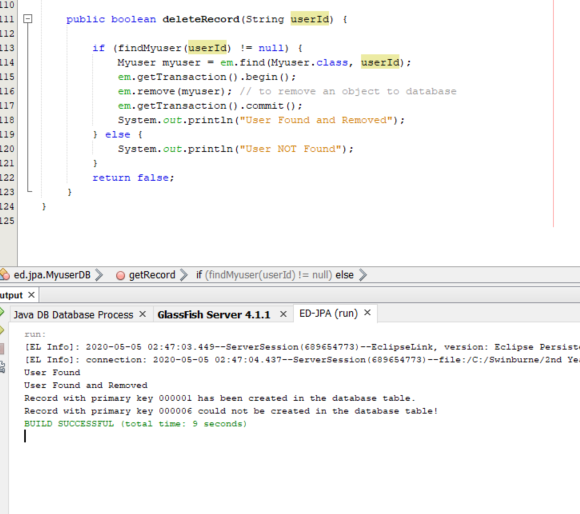 110
111 public boolean deleteRecord(String userId) {
112
113 if (findMyuser(userId) != null) {
114 Myuser myuser = em.find(Myuser.class, userId);
115 em.getTransaction().begin();
116 em.remove(myuser); // to remove an object to database
117 em.getTransaction().commit();
118 System.out.println("User Found and Removed");
119 } else {
120 System.out.println("User NOT Found");
121 }
122 return false;
123 }
124 }
125
ed.jpa.MyuserDB getRecord if (findMyuser(userId) != null) else
utput ×
Java DB Database Process × GlassFish Server 4.1.1 × ED-JPA (run) ×
run:
[EL Info]: 2020-05-05 02:47:03.449--ServerSession(689654773)--EclipseLink, version: Eclipse Persist
[EL Info]: connection: 2020-05-05 02:47:04.437--ServerSession(689654773)--file:/C:/Swinburne/2nd Yea
User Found
User Found and Removed
Record with primary key 000001 has been created in the database table.
Record with primary key 000006 could not be created in the database table!
BUILD SUCCESSFUL (total time: 9 seconds)